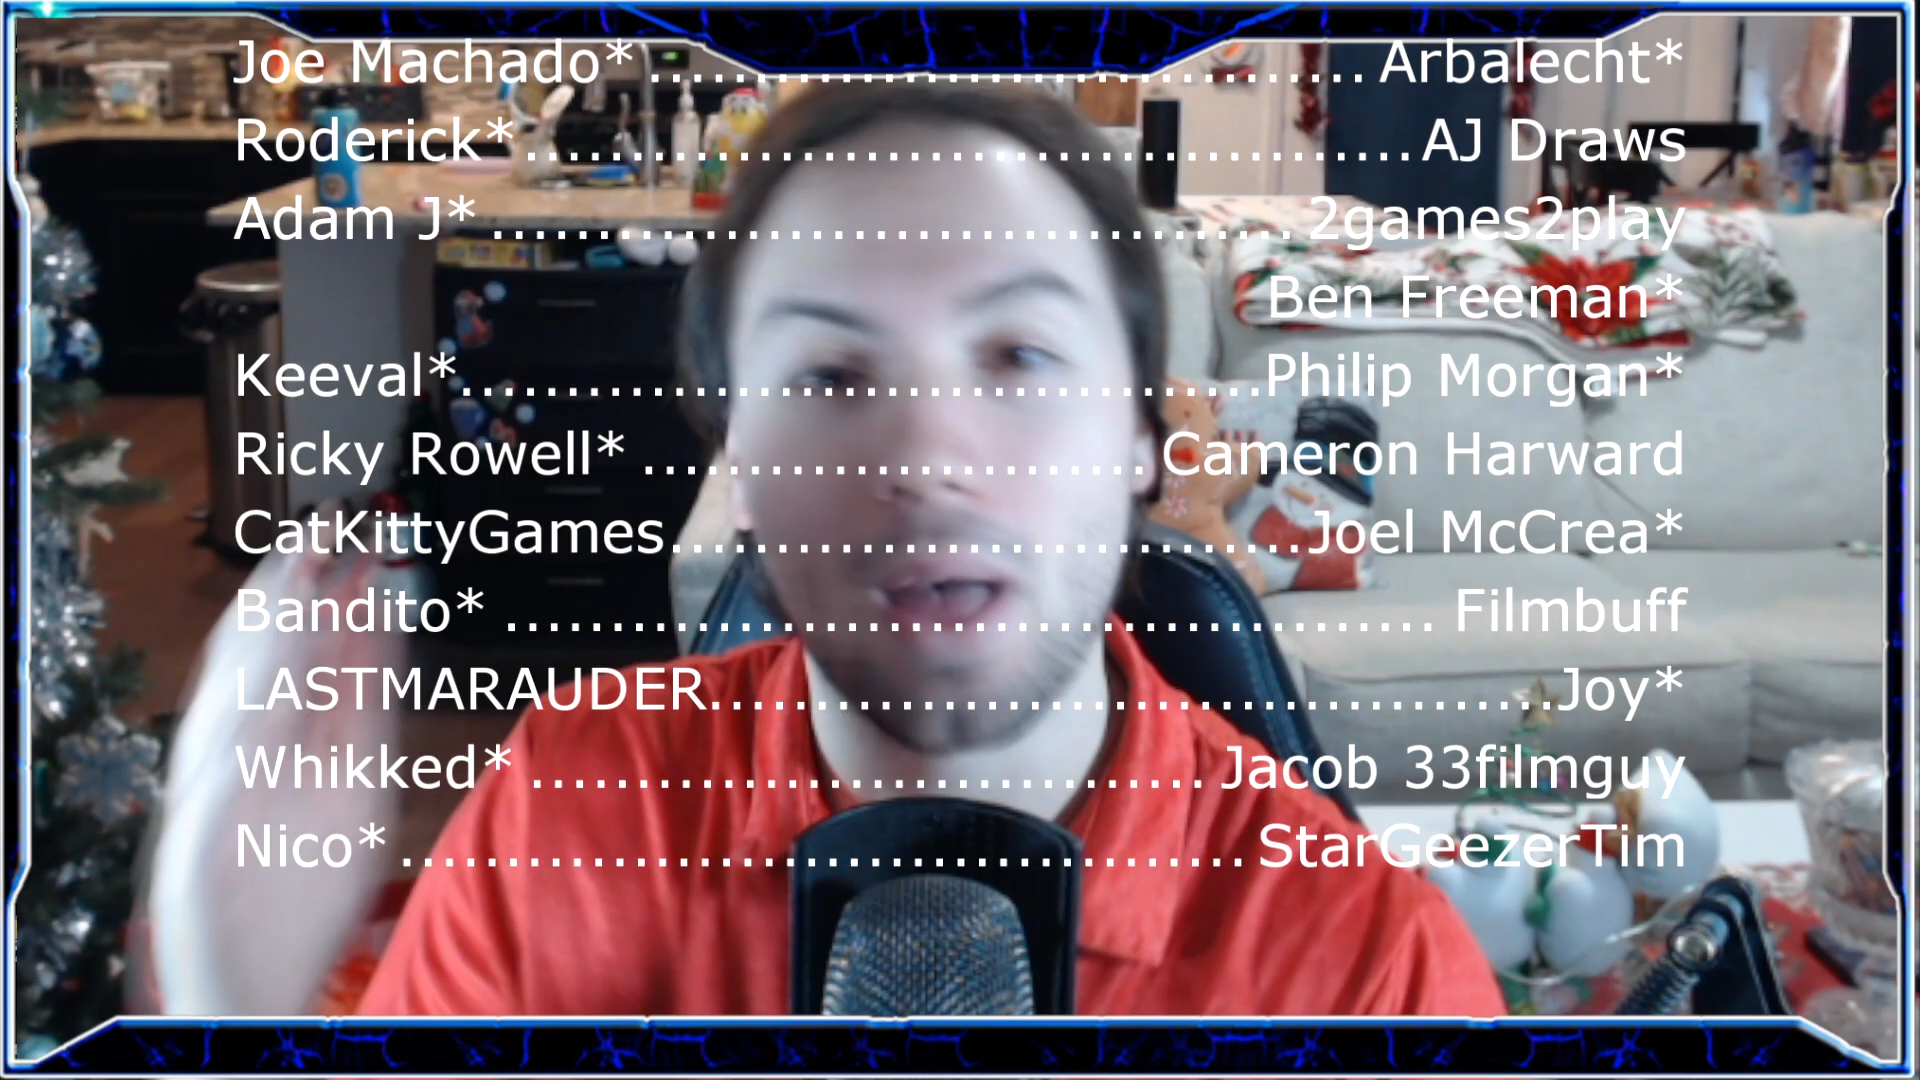 Joe Machado*..................................Arbalecht*
Roderick*..........................................AJ Draws
Adam J* ......................................2games2play
Ben Freeman*
Keeval*......................................Philip Morgan*
Ricky Rowell* ........................Cameron Harward
CatKittyGames..............................Joel McCrea*
Bandito* ............................................ Filmbuff
LASTMARAUDER........................................Joy*
Whikked* ................................Jacob 33filmguy
Nico* ........................................StarGeezerTim